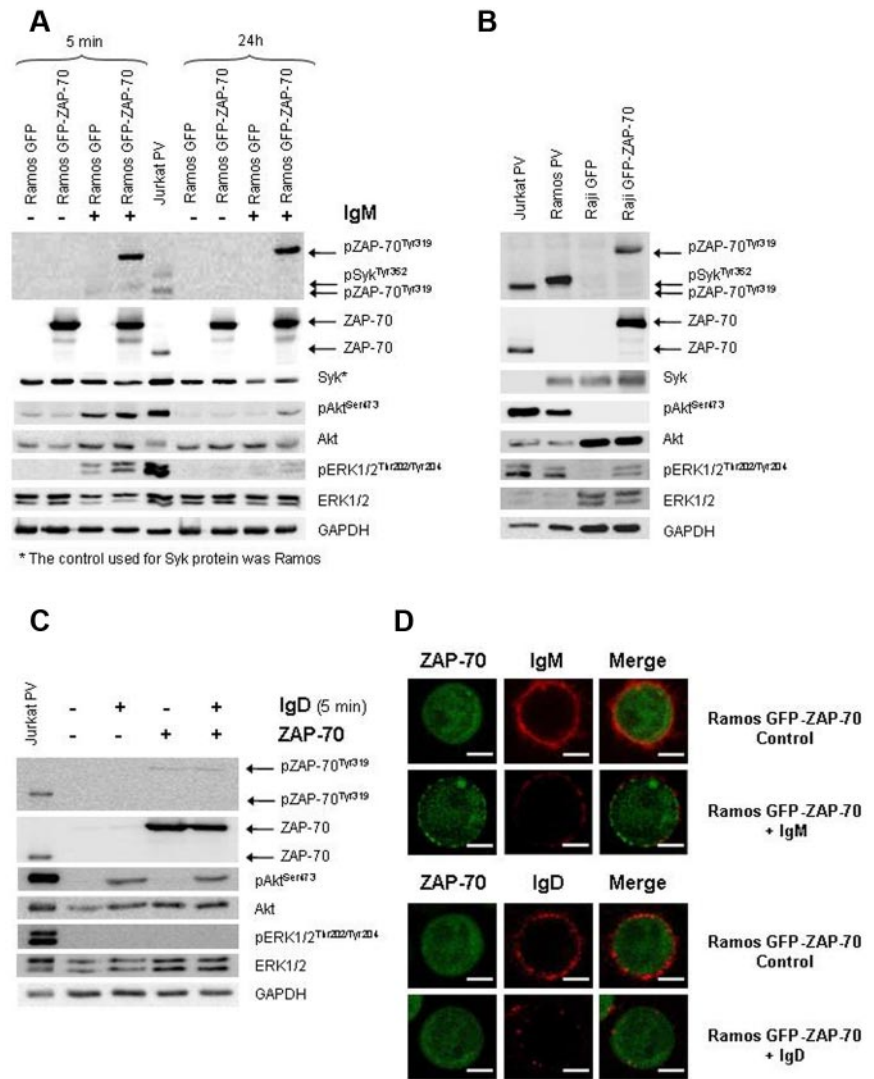 A
5 min
24h
Ramos GFP
Ramos GFP-ZAP-70
Ramos GFP
Ramos GFP-ZAP-70
Jurkat PV
Ramos GFP
Ramos GFP-ZAP-70
Ramos GFP
Ramos GFP-ZAP-70
- - + + - - + + IgM
pZAP-70Tyr319
pSykTyr352
pZAP-70Tyr319
ZAP-70
ZAP-70
Syk*
pAktSer473
Akt
pERK1/2Thr202/Tyr204
ERK1/2
GAPDH
* The control used for Syk protein was Ramos
B
Jurkat PV
Ramos PV
Raji GFP
Raji GFP-ZAP-70
pZAP-70Tyr319
pSykTyr352
pZAP-70Tyr319
ZAP-70
ZAP-70
Syk
pAktSer473
Akt
pERK1/2Thr202/Tyr204
ERK1/2
GAPDH
C
Jurkat PV
- + - + IgD (5 min)
- - + + ZAP-70
pZAP-70Tyr319
pZAP-70Tyr319
ZAP-70
ZAP-70
pAktSer473
Akt
pERK1/2Thr202/Tyr204
ERK1/2
GAPDH
D
ZAP-70 IgM Merge
Ramos GFP-ZAP-70
Control
Ramos GFP-ZAP-70
+ IgM
ZAP-70 IgD Merge
Ramos GFP-ZAP-70
Control
Ramos GFP-ZAP-70
+ IgD